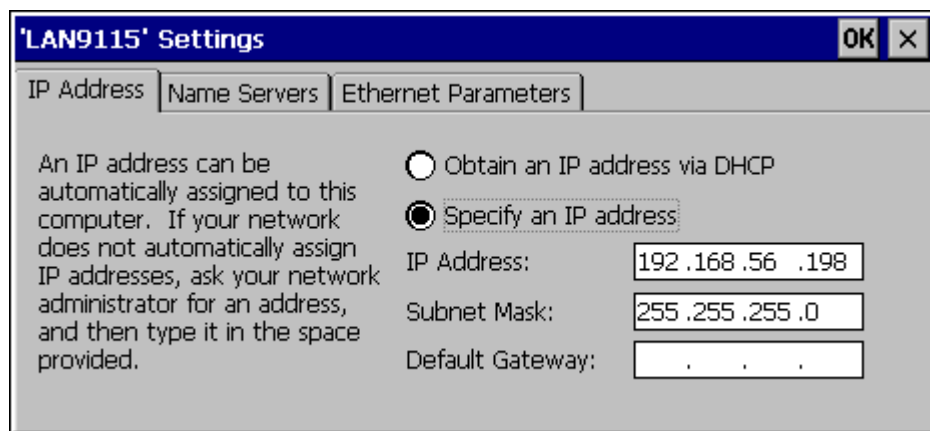 'LAN9115' Settings
OK ×
IP Address Name Servers Ethernet Parameters
An IP address can be
automatically assigned to this
computer. If your network
does not automatically assign
IP addresses, ask your network
administrator for an address,
and then type it in the space
provided.
Obtain an IP address via DHCP
Specify an IP address
IP Address: 192.168.56 .198
Subnet Mask: 255.255.255.0
Default Gateway: . . .